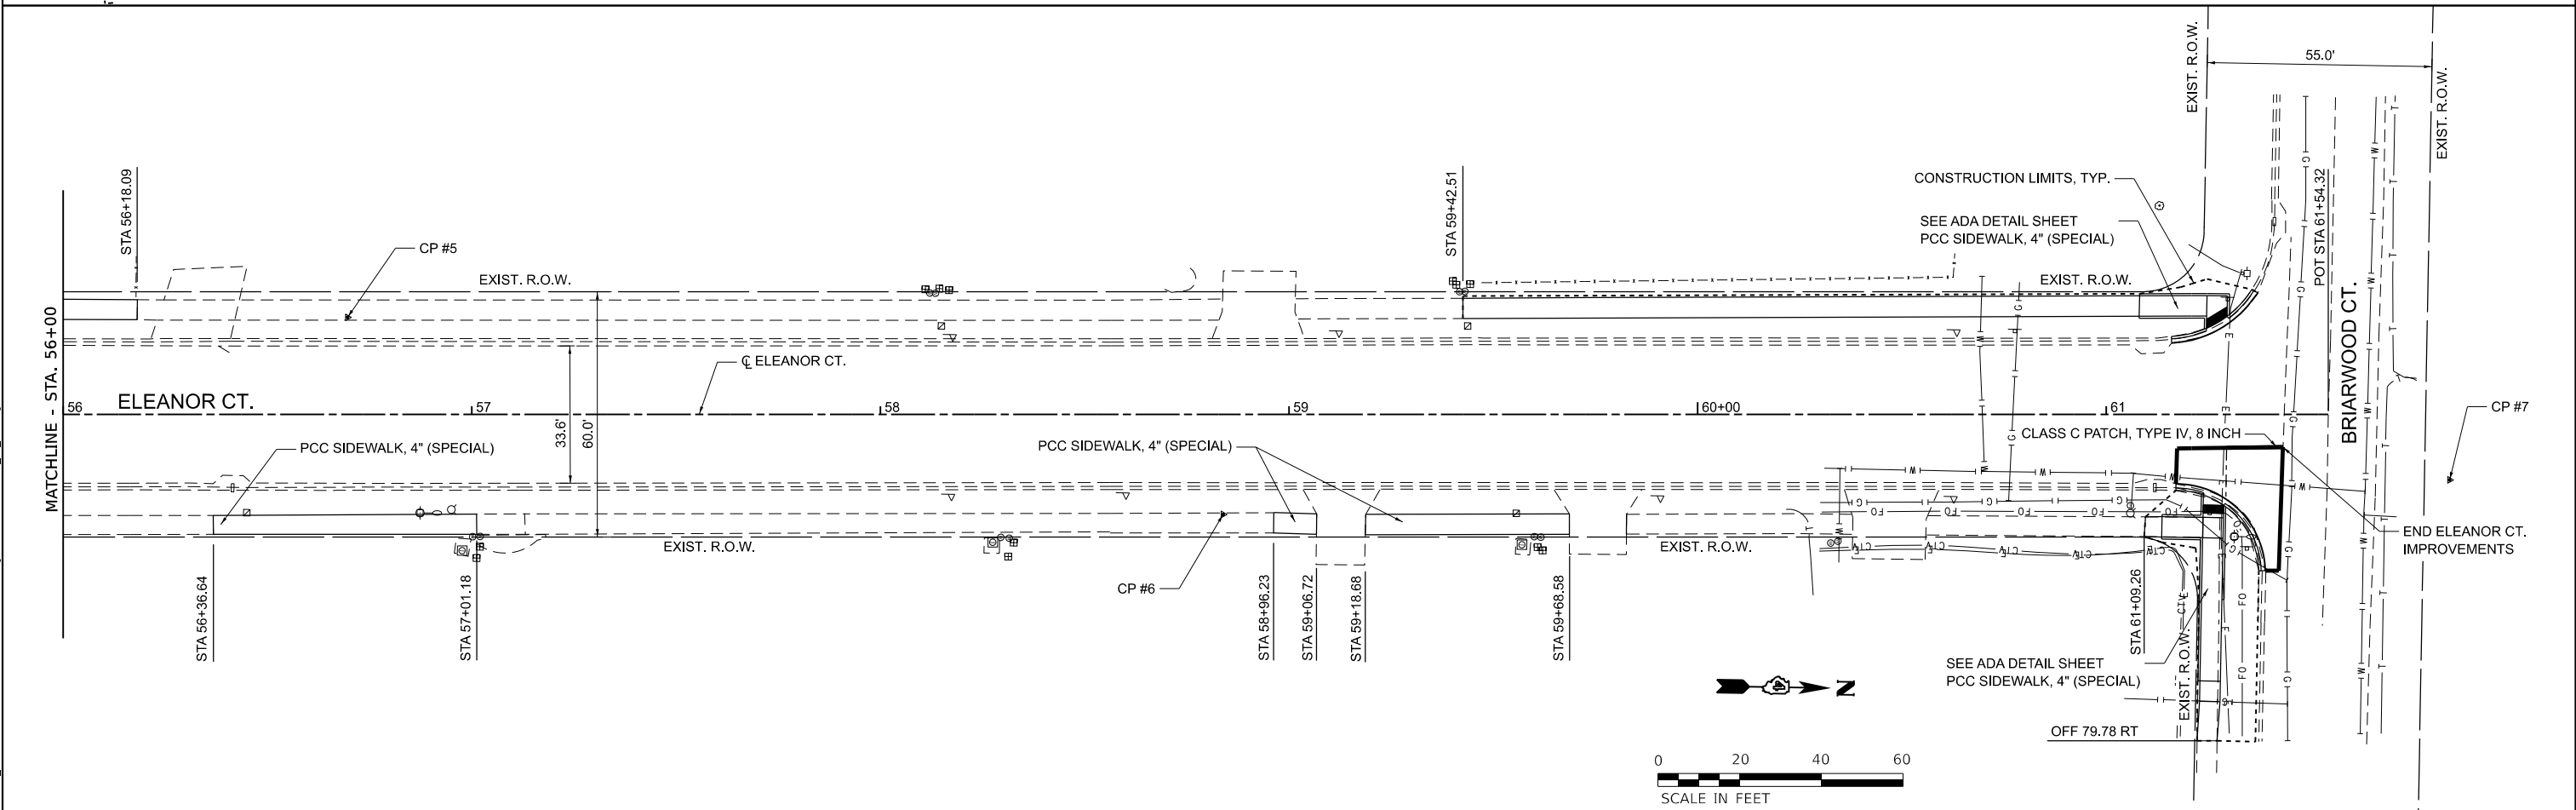 EXIST. R.O.W.
55.0'
EXIST. R.O.W.
STA 56+18.09
STA 59+42.51
CONSTRUCTION LIMITS, TYP.
SEE ADA DETAIL SHEET
PCC SIDEWALK, 4" (SPECIAL)
POT STA 61+54.32
CP #5
EXIST. R.O.W.
EXIST. R.O.W.
MATCHLINE - STA. 56+00
℄ ELEANOR CT.
BRIARWOOD CT.
56
ELEANOR CT.
57
58
59
60+00
61
CP #7
33.6'
60.0'
PCC SIDEWALK, 4" (SPECIAL)
PCC SIDEWALK, 4" (SPECIAL)
CLASS C PATCH, TYPE IV, 8 INCH
END ELEANOR CT.
IMPROVEMENTS
EXIST. R.O.W.
EXIST. R.O.W.
CP #6
STA 56+36.64
STA 57+01.18
STA 58+96.23
STA 59+06.72
STA 59+18.68
STA 59+68.58
STA 61+09.26
SEE ADA DETAIL SHEET
PCC SIDEWALK, 4" (SPECIAL)
EXIST. R.O.W.
N
OFF 79.78 RT
0 20 40 60
SCALE IN FEET